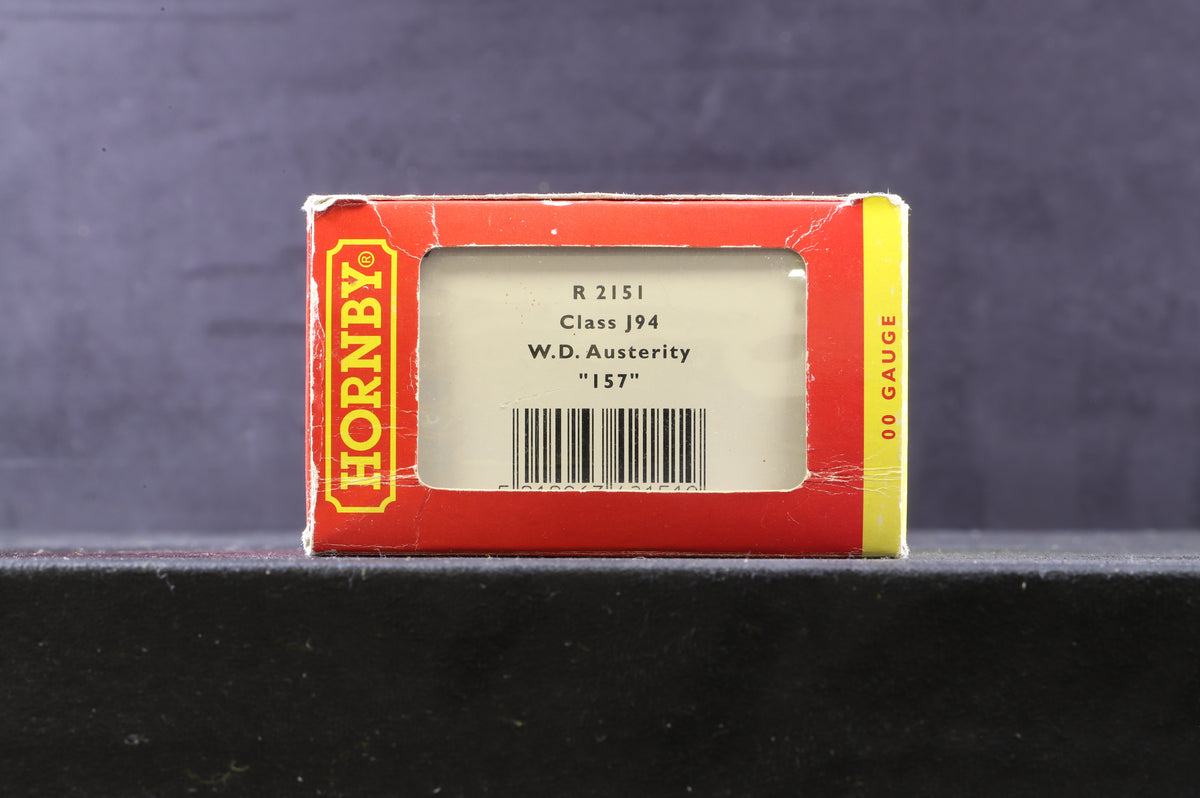 HORNBY®
R 2151
Class J94
W.D. Austerity
"157"
00 GAUGE